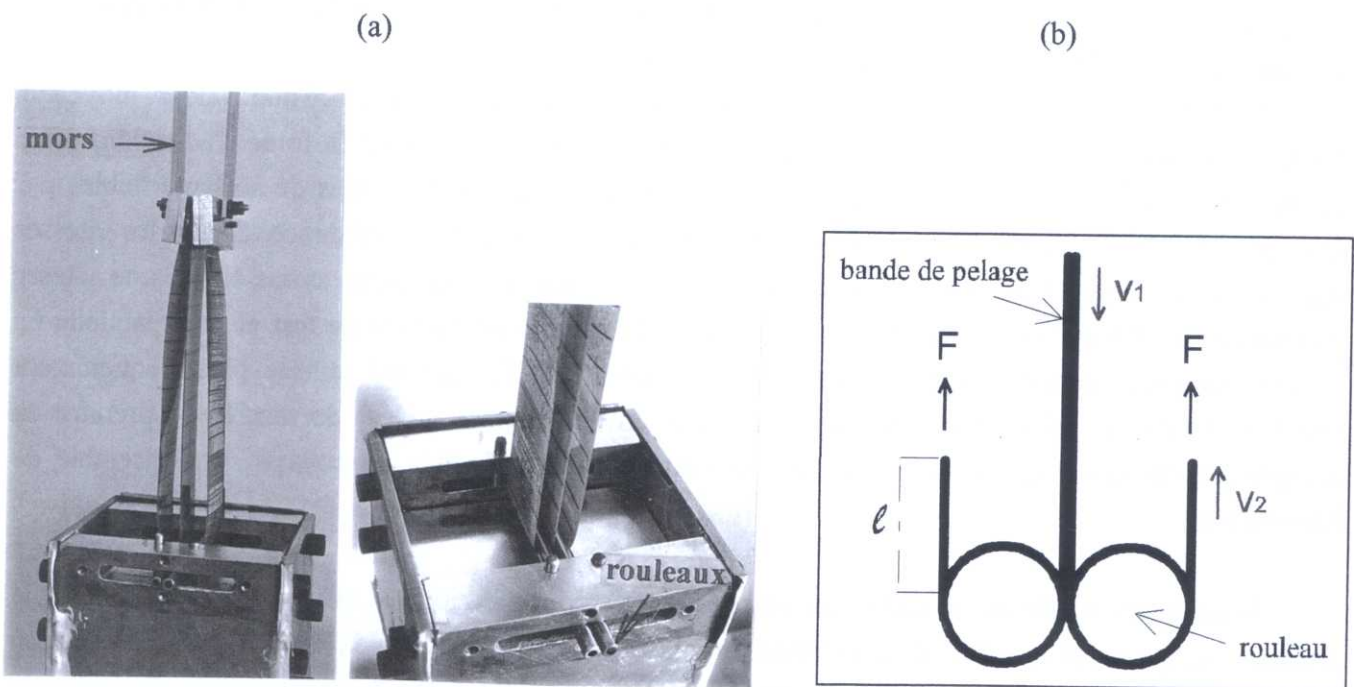 (a)
(b)
mors
rouleaux
bande de pelage
V1
F
F
ℓ
V2
rouleau